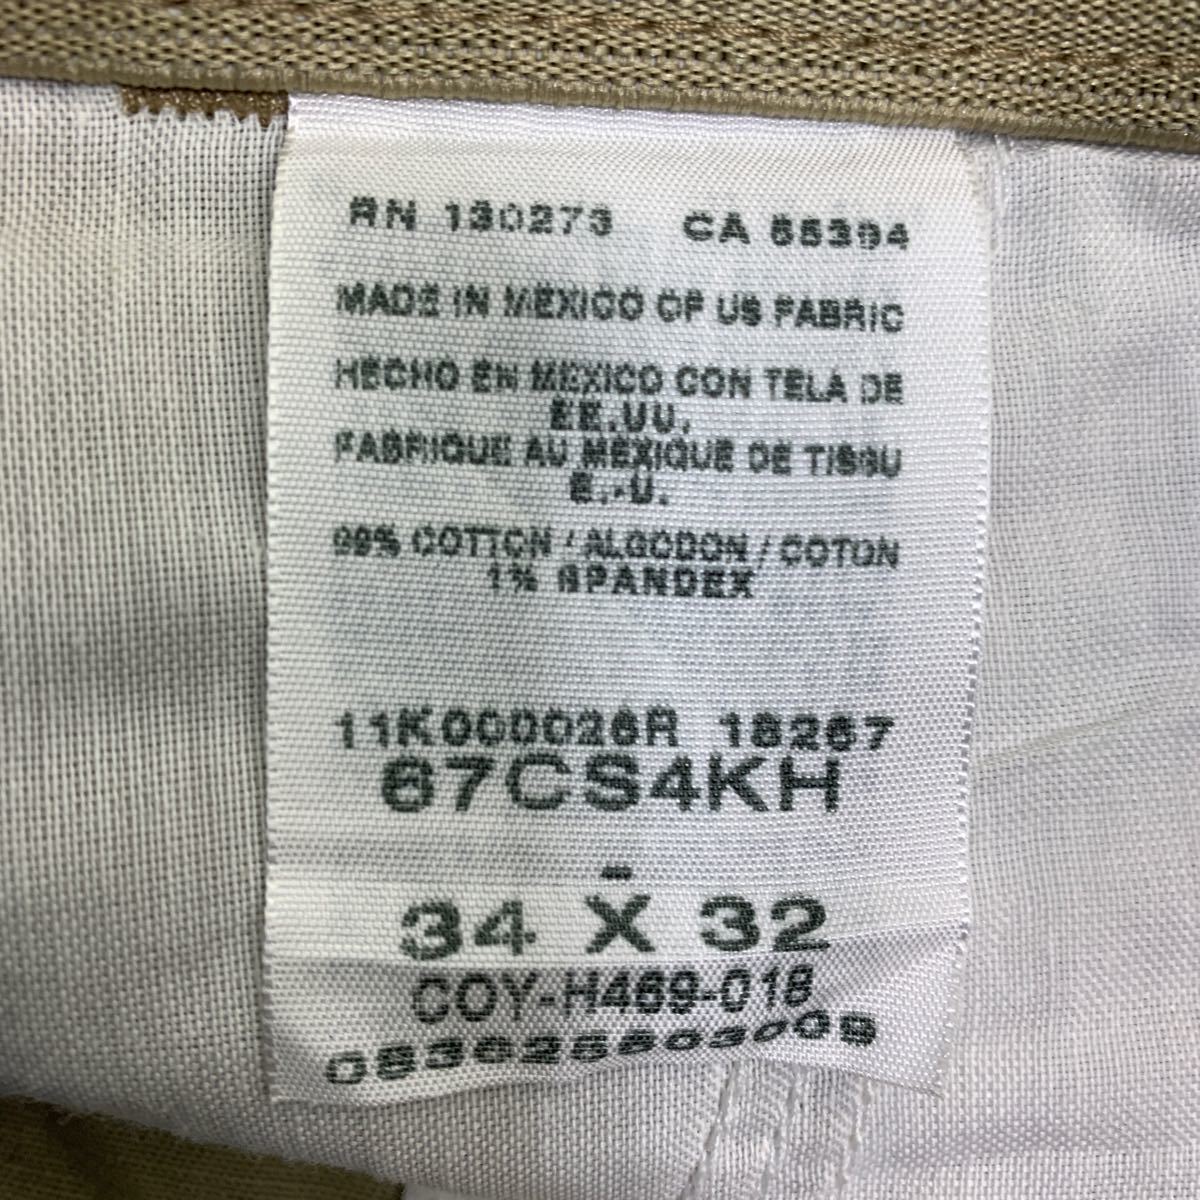 RN 130273 CA 55394
MADE IN MEXICO OF US FABRIC
HECHO EN MEXICO CON TELA DE
EE.UU.
FABRIQUE AU MEXIQUE DE TISSU
E.-U.
99% COTTON / ALGODON / COTON
1% SPANDEX
11K000026R 18267
67CS4KH
-
34 X 32
COY-H469-018